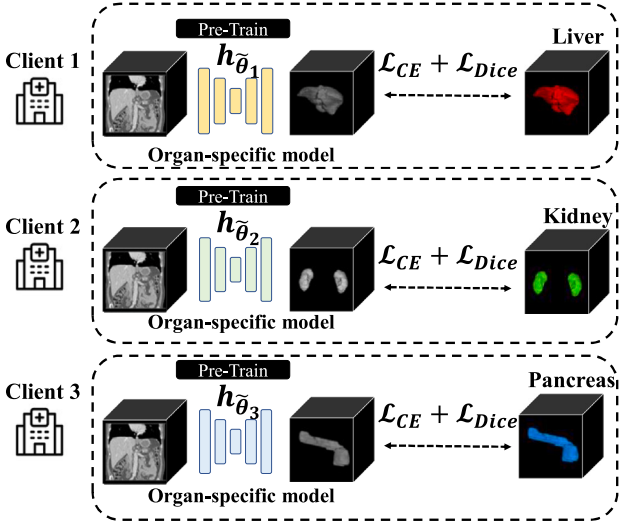 Pre-Train
Liver
Client 1
h_θ̃1
ℒ_CE + ℒ_Dice
Organ-specific model
Pre-Train
Kidney
Client 2
h_θ̃2
ℒ_CE + ℒ_Dice
Organ-specific model
Pre-Train
Pancreas
Client 3
h_θ̃3
ℒ_CE + ℒ_Dice
Organ-specific model